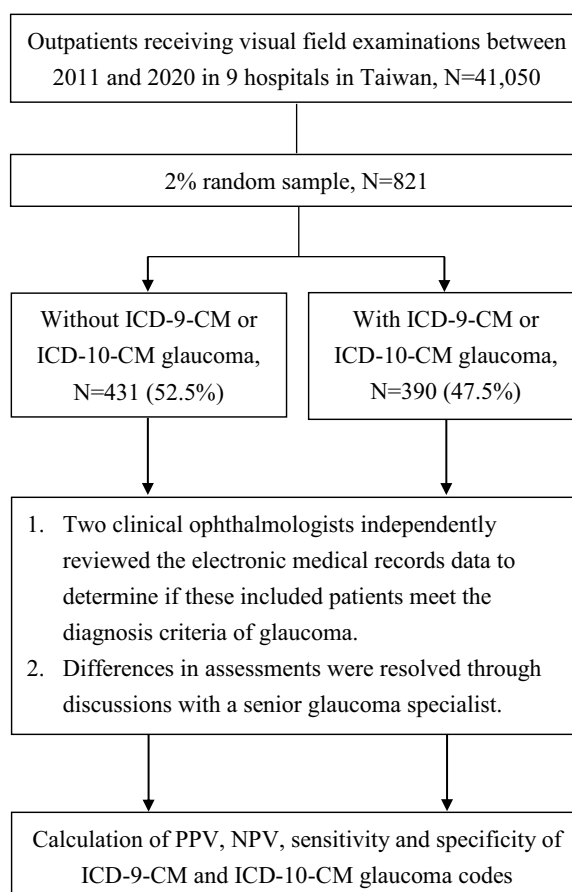 Outpatients receiving visual field examinations between
2011 and 2020 in 9 hospitals in Taiwan, N=41,050
2% random sample, N=821
Without ICD-9-CM or
ICD-10-CM glaucoma,
N=431 (52.5%)
With ICD-9-CM or
ICD-10-CM glaucoma,
N=390 (47.5%)
1. Two clinical ophthalmologists independently
reviewed the electronic medical records data to
determine if these included patients meet the
diagnosis criteria of glaucoma.
2. Differences in assessments were resolved through
discussions with a senior glaucoma specialist.
Calculation of PPV, NPV, sensitivity and specificity of
ICD-9-CM and ICD-10-CM glaucoma codes